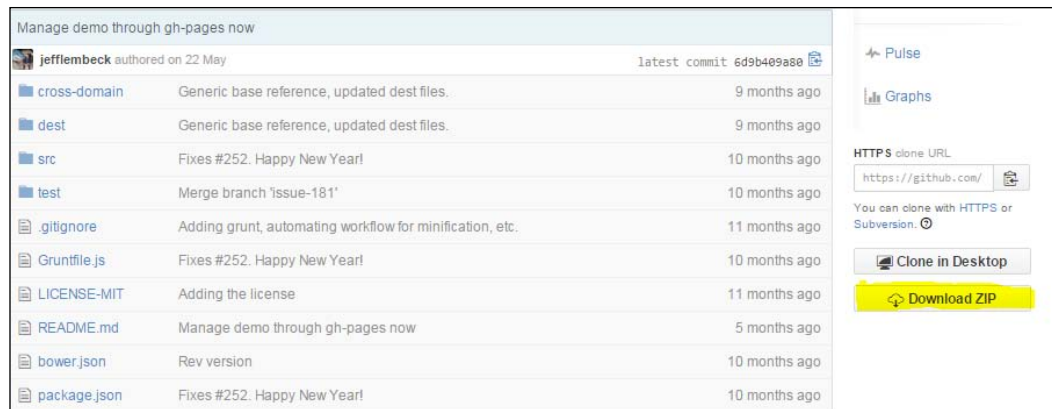 Manage demo through gh-pages now
jefflembeck authored on 22 May latest commit 6d9b409a80
cross-domain Generic base reference, updated dest files. 9 months ago
dest Generic base reference, updated dest files. 9 months ago
src Fixes #252. Happy New Year! 10 months ago
test Merge branch 'issue-181' 10 months ago
.gitignore Adding grunt, automating workflow for minification, etc. 11 months ago
Gruntfile.js Fixes #252. Happy New Year! 10 months ago
LICENSE-MIT Adding the license 11 months ago
README.md Manage demo through gh-pages now 5 months ago
bower.json Rev version 10 months ago
package.json Fixes #252. Happy New Year! 10 months ago
Pulse
Graphs
HTTPS clone URL
https://github.com/
You can clone with HTTPS or
Subversion.
Clone in Desktop
Download ZIP